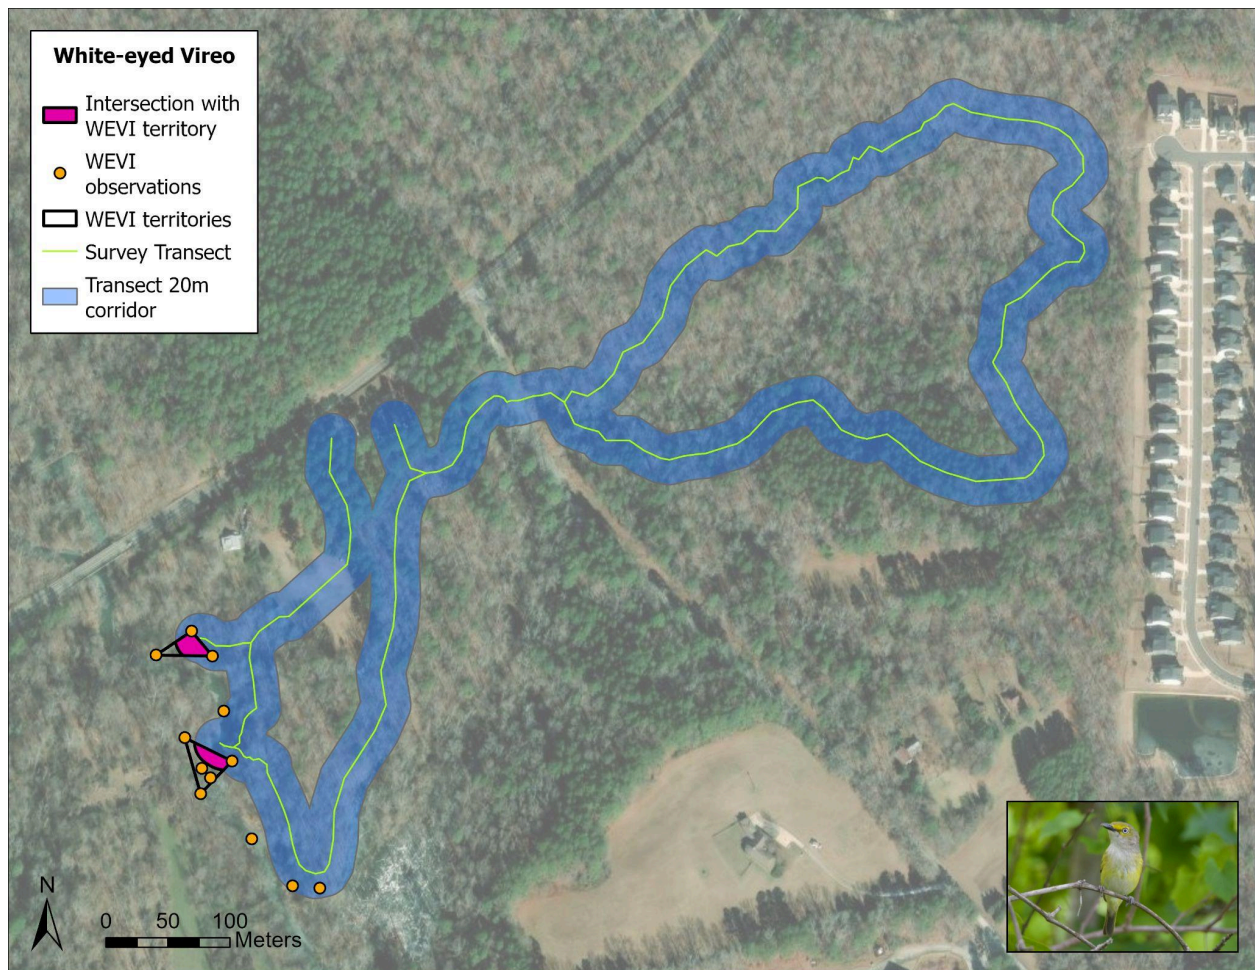 White-eyed Vireo
Intersection with
WEVI territory
WEVI
observations
WEVI territories
Survey Transect
Transect 20m
corridor
N
0 50 100
Meters